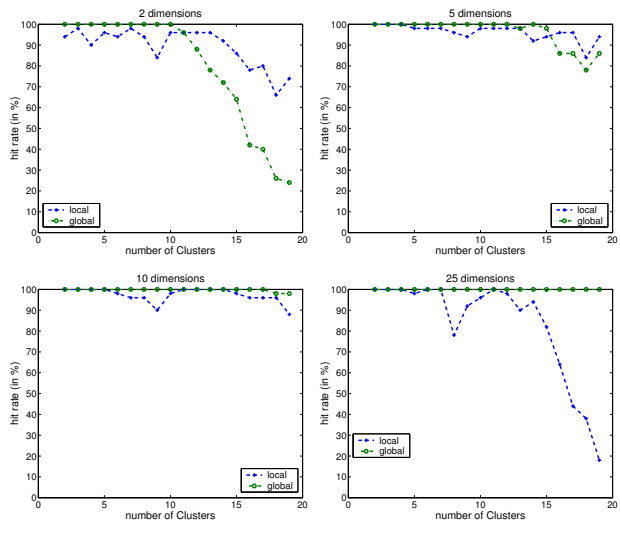 2 dimensions
100
90
80
70
60
50
40
30
20
10
0
hit rate (in %)
local
global
0 5 10 15 20
number of Clusters
5 dimensions
100
90
80
70
60
50
40
30
20
10
0
hit rate (in %)
local
global
0 5 10 15 20
number of Clusters
10 dimensions
100
90
80
70
60
50
40
30
20
10
0
hit rate (in %)
local
global
0 5 10 15 20
number of Clusters
25 dimensions
100
90
80
70
60
50
40
30
20
10
0
hit rate (in %)
local
global
0 5 10 15 20
number of Clusters